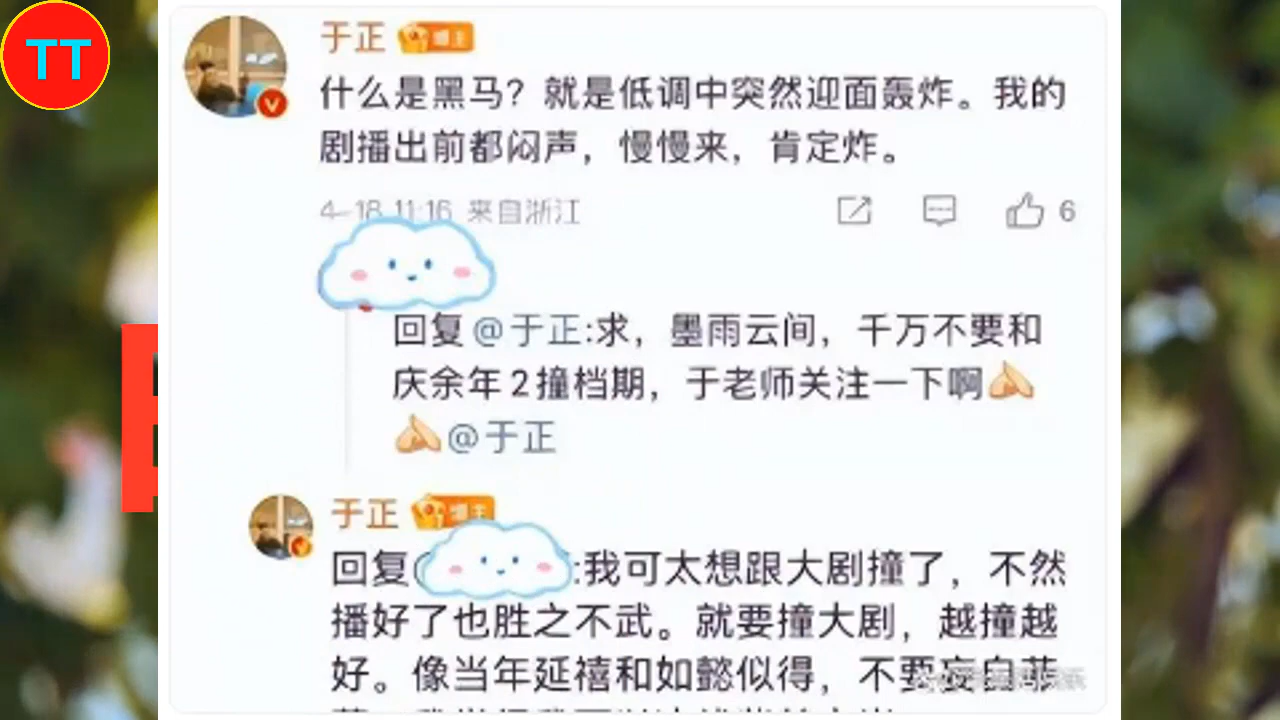 TT
于正 博主
什么是黑马？就是低调中突然迎面轰炸。我的
剧播出前都闷声，慢慢来，肯定炸。
4-18 11:16 来自浙江 6
回复@于正:求，墨雨云间，千万不要和
庆余年2撞档期，于老师关注一下啊
@于正
于正
回复 :我可太想跟大剧撞了，不然
播好了也胜之不武。就要撞大剧，越撞越
好。像当年延禧和如懿似得，不要妄自菲